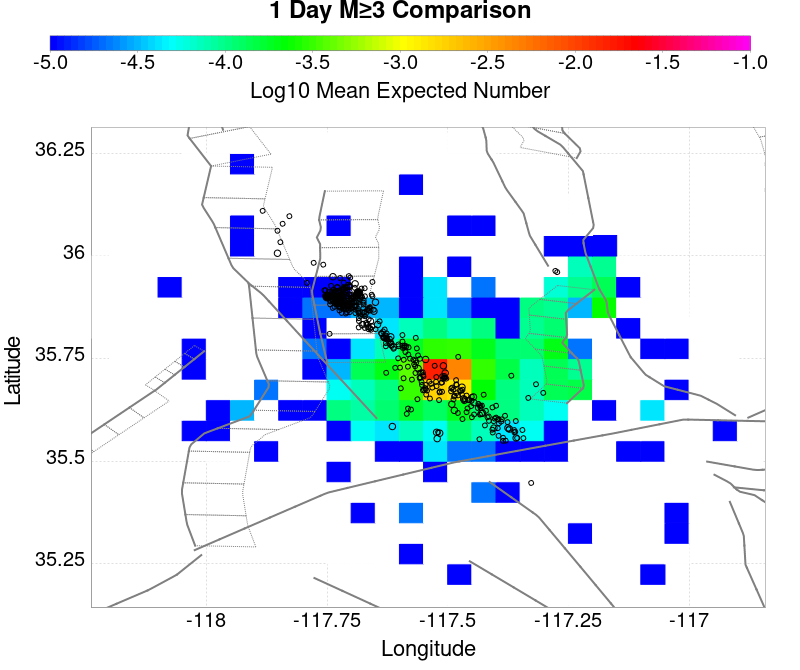 1 Day M≥3 Comparison
-5.0 -4.5 -4.0 -3.5 -3.0 -2.5 -2.0 -1.5 -1.0
Log10 Mean Expected Number
36.25
36
35.75
35.5
35.25
Latitude
-118 -117.75 -117.5 -117.25 -117
Longitude